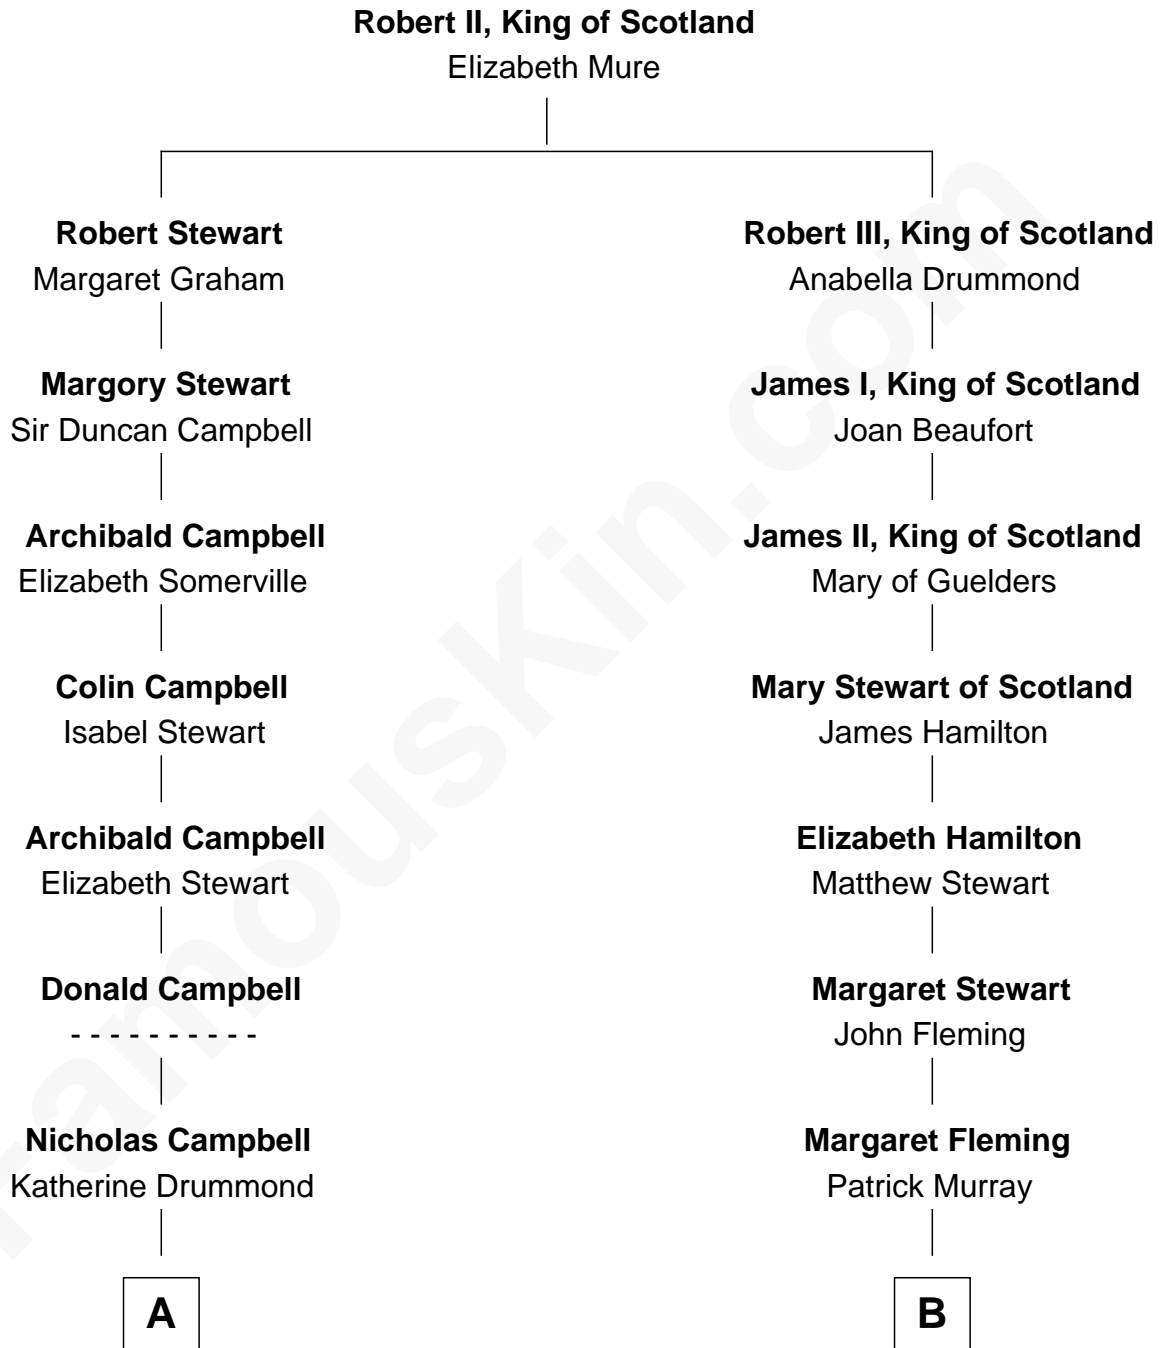 Robert II, King of Scotland
Elizabeth Mure
Robert Stewart
Margaret Graham
Robert III, King of Scotland
Anabella Drummond
Margory Stewart
Sir Duncan Campbell
James I, King of Scotland
Joan Beaufort
Archibald Campbell
Elizabeth Somerville
James II, King of Scotland
Mary of Guelders
Colin Campbell
Isabel Stewart
Mary Stewart of Scotland
James Hamilton
Archibald Campbell
Elizabeth Stewart
Elizabeth Hamilton
Matthew Stewart
Donald Campbell
- - - - - - - - - -
Margaret Stewart
John Fleming
Nicholas Campbell
Katherine Drummond
Margaret Fleming
Patrick Murray
A
B
FamousKin.com